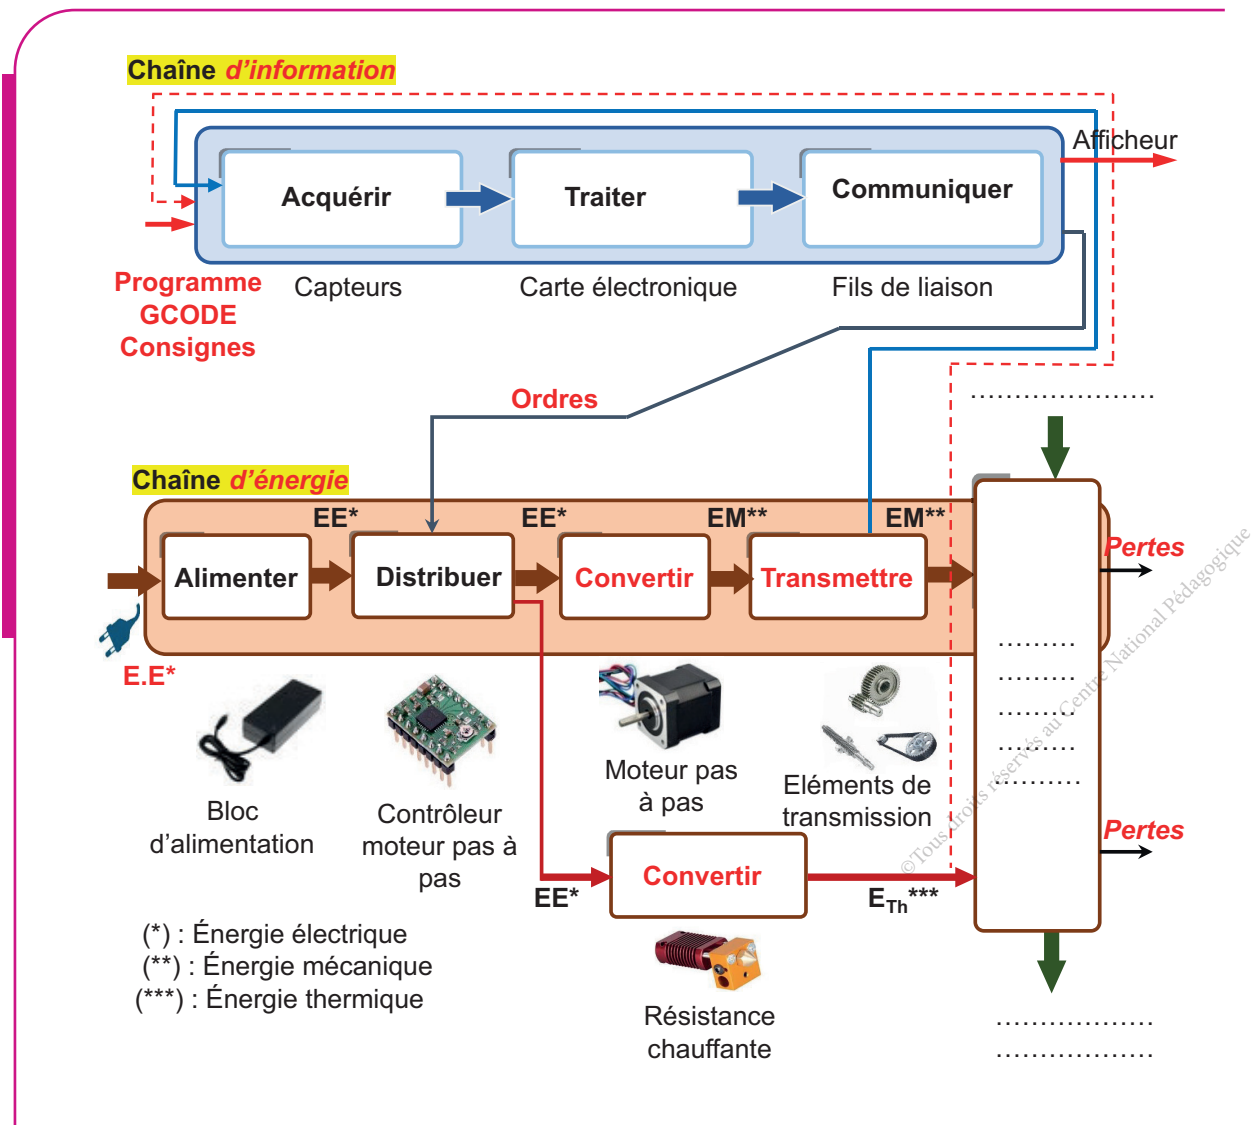 Chaîne d'information
Afficheur
Acquérir
Traiter
Communiquer
Programme
GCODE
Consignes
Capteurs
Carte électronique
Fils de liaison
Ordres
.....................
Chaîne d'énergie
EE*
EE*
EM**
EM**
Alimenter
Distribuer
Convertir
Transmettre
Pertes
E.E*
.........
.........
.........
.........
..........
Bloc
d'alimentation
Contrôleur
moteur pas à
pas
Moteur pas
à pas
Eléments de
transmission
Pertes
Convertir
EE*
ETh***
(*) : Énergie électrique
(**) : Énergie mécanique
(***) : Énergie thermique
Résistance
chauffante
..................
..................
©Tous droits réservés au Centre National Pédagogique